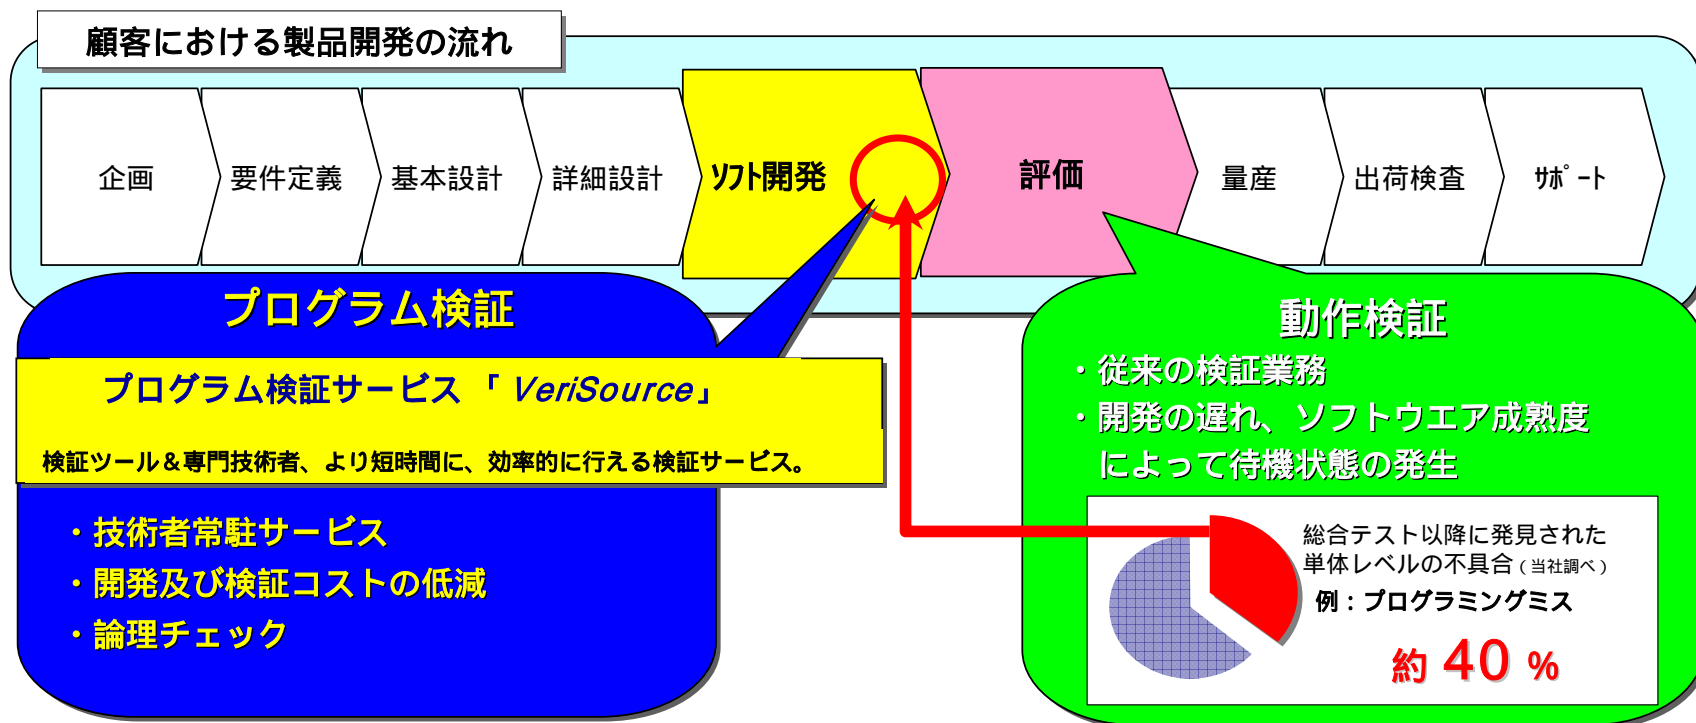 顧客における製品開発の流れ
企画
要件定義
基本設計
詳細設計
ｿﾌﾄ開発
評価
量産
出荷検査
ｻﾎﾟｰﾄ
プログラム検証
プログラム検証サービス 「 VeriSource」
検証ツール＆専門技術者、より短時間に、効率的に行える検証サービス。
・技術者常駐サービス
・開発及び検証コストの低減
・論理チェック
動作検証
・従来の検証業務
・開発の遅れ、ソフトウエア成熟度
によって待機状態の発生
総合テスト以降に発見された
単体レベルの不具合（当社調べ）
例：プログラミングミス
約 40 %